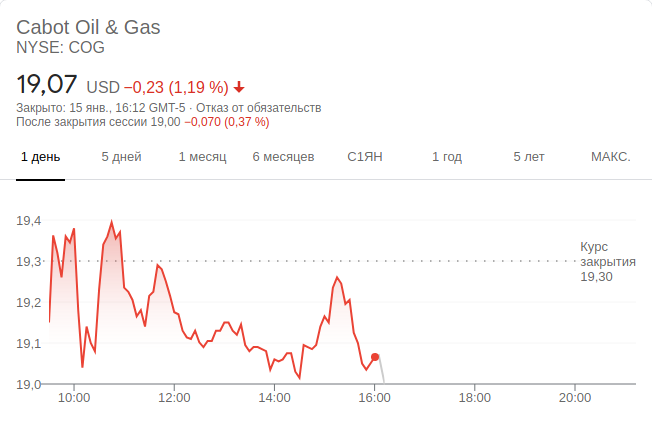 Cabot Oil & Gas
NYSE: COG
19,07 USD −0,23 (1,19 %)
Закрыто: 15 янв., 16:12 GMT-5 · Отказ от обязательств
После закрытия сессии 19,00 −0,070 (0,37 %)
1 день 5 дней 1 месяц 6 месяцев С1ЯН 1 год 5 лет МАКС.
19,4
Курс
19,3 закрытия
19,30
19,2
19,1
19,0
10:00 12:00 14:00 16:00 18:00 20:00